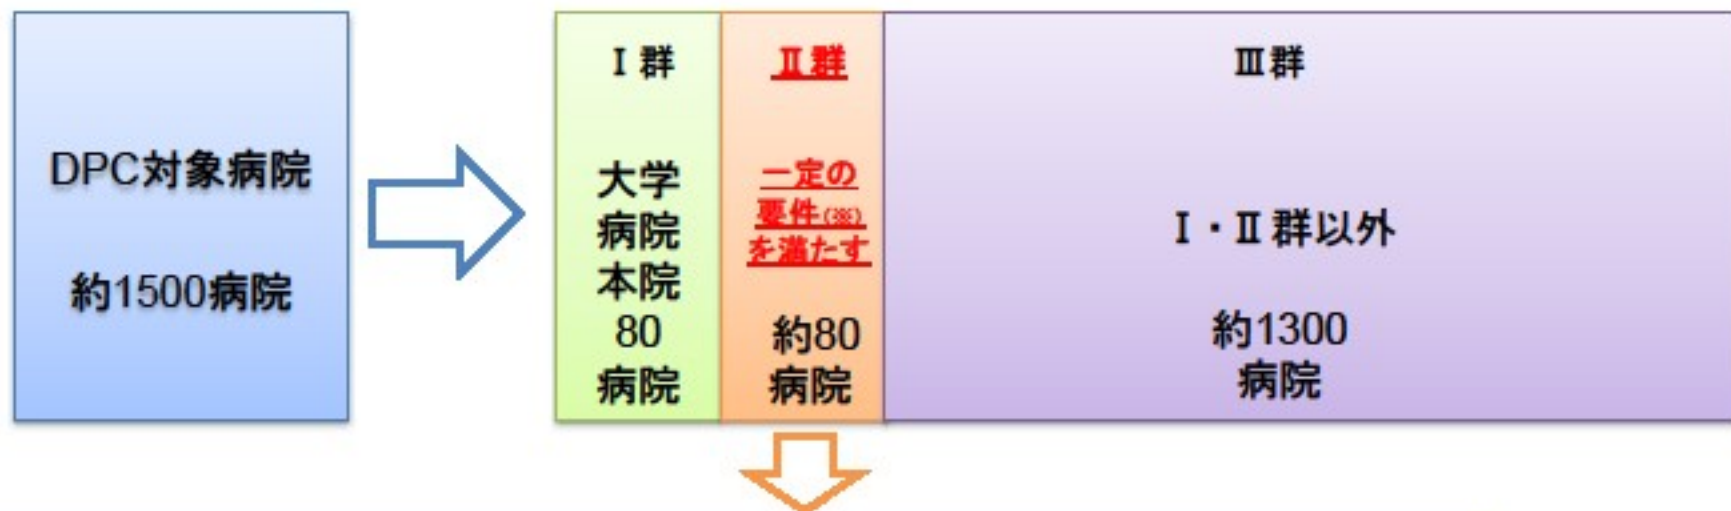 DPC対象病院
約1500病院
Ⅰ群
大学
病院
本院
80
病院
Ⅱ群
一定の
要件(※)
を満たす
約80
病院
Ⅲ群
Ⅰ・Ⅱ群以外
約1300
病院